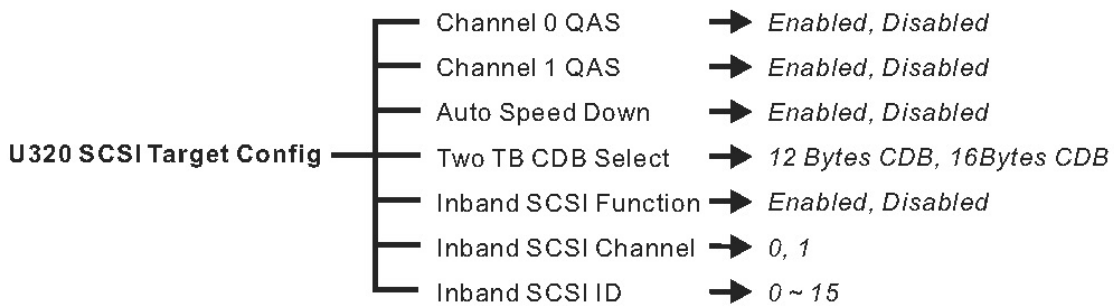 Channel 0 QAS Enabled, Disabled
Channel 1 QAS Enabled, Disabled
Auto Speed Down Enabled, Disabled
U320 SCSI Target Config Two TB CDB Select 12 Bytes CDB, 16Bytes CDB
Inband SCSI Function Enabled, Disabled
Inband SCSI Channel 0, 1
Inband SCSI ID 0 ~ 15